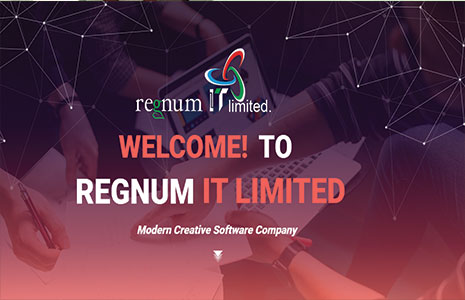 regnum IT limited.
WELCOME! TO
REGNUM IT LIMITED
Modern Creative Software Company